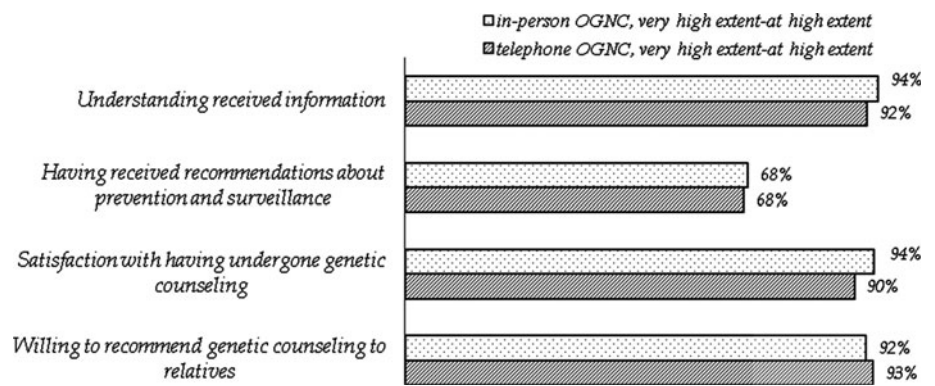 in-person OGNC, very high extent-at high extent
telephone OGNC, very high extent-at high extent
Understanding received information
94%
92%
Having received recommendations about
prevention and surveillance
68%
68%
Satisfaction with having undergone genetic
counseling
94%
90%
Willing to recommend genetic counseling to
relatives
92%
93%